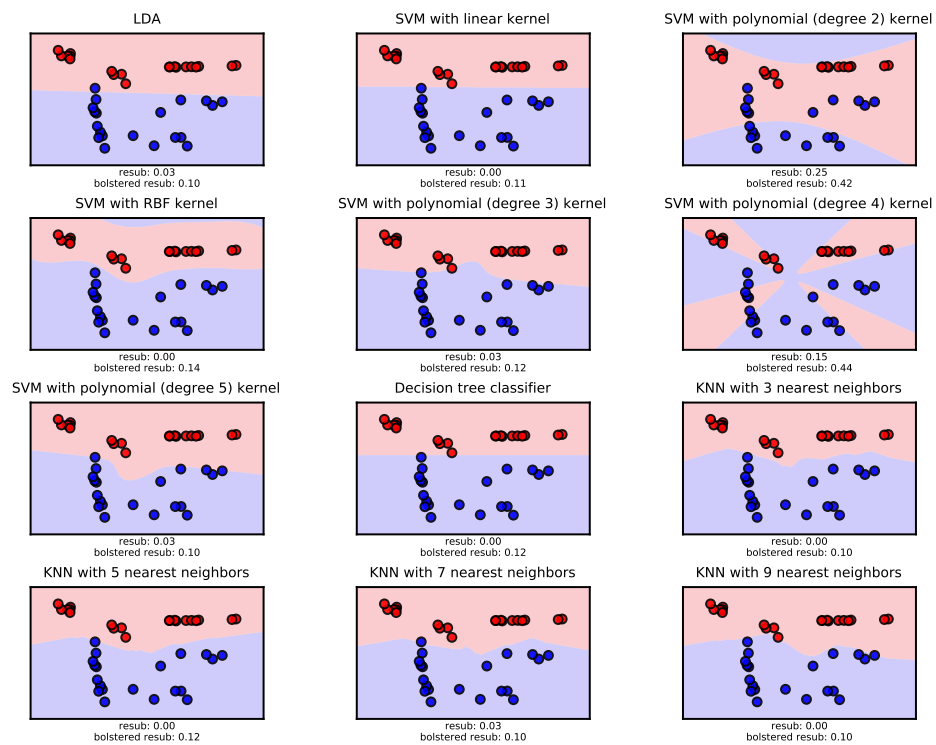 LDA
SVM with linear kernel
SVM with polynomial (degree 2) kernel
resub: 0.03
bolstered resub: 0.10
resub: 0.00
bolstered resub: 0.11
resub: 0.25
bolstered resub: 0.42
SVM with RBF kernel
SVM with polynomial (degree 3) kernel
SVM with polynomial (degree 4) kernel
resub: 0.00
bolstered resub: 0.14
resub: 0.03
bolstered resub: 0.12
resub: 0.15
bolstered resub: 0.44
SVM with polynomial (degree 5) kernel
Decision tree classifier
KNN with 3 nearest neighbors
resub: 0.03
bolstered resub: 0.10
resub: 0.00
bolstered resub: 0.12
resub: 0.00
bolstered resub: 0.10
KNN with 5 nearest neighbors
KNN with 7 nearest neighbors
KNN with 9 nearest neighbors
resub: 0.00
bolstered resub: 0.12
resub: 0.03
bolstered resub: 0.10
resub: 0.00
bolstered resub: 0.10